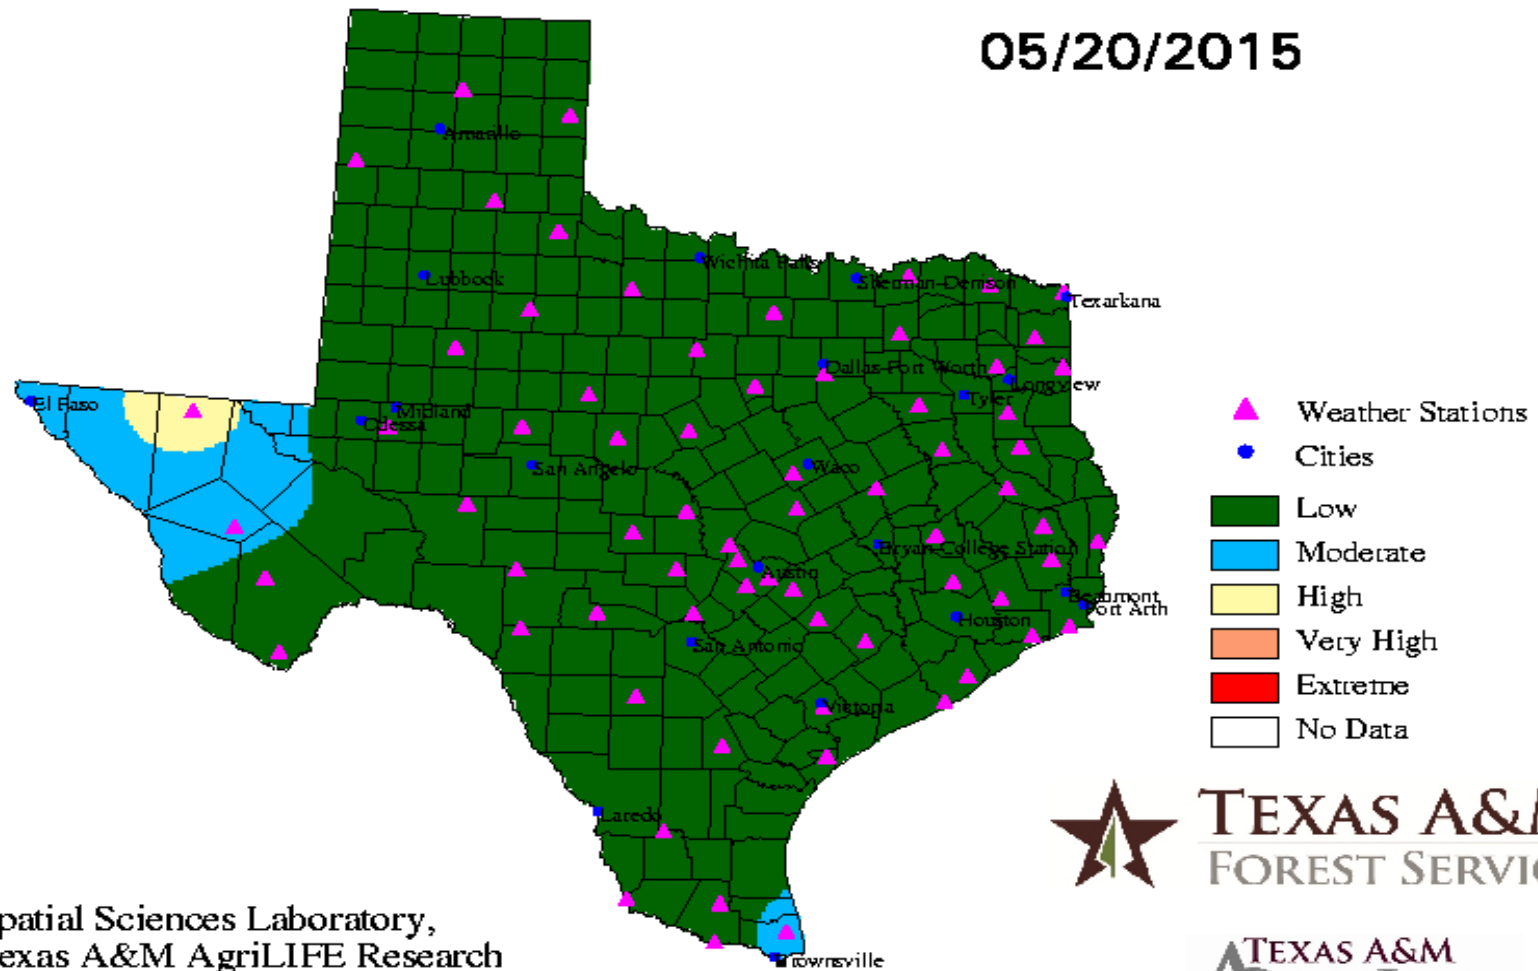 05/20/2015
Amarillo
Wichita Falls
Lubbock
Sherman-Denison
Texarkana
Dallas-Fort Worth
Longview
Tyler
El Paso
Midland
Odessa
San Angelo
Waco
Bryan-College Station
Austin
Beaumont
Port Arth
Houston
San Antonio
Victoria
Laredo
Brownsville
Weather Stations
Cities
Low
Moderate
High
Very High
Extreme
No Data
TEXAS A&M
FOREST SERVIC
patial Sciences Laboratory,
exas A&M AgriLIFE Research
TEXAS A&M